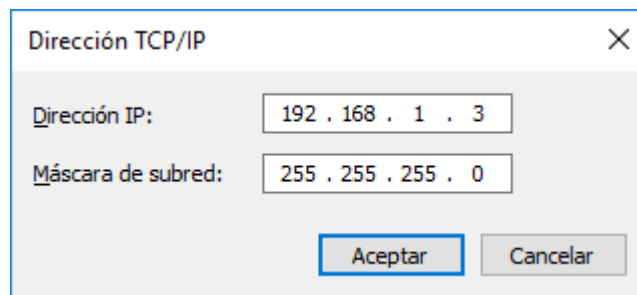 Dirección TCP/IP
Dirección IP: 192 . 168 . 1 . 3
Máscara de subred: 255 . 255 . 255 . 0
Aceptar Cancelar